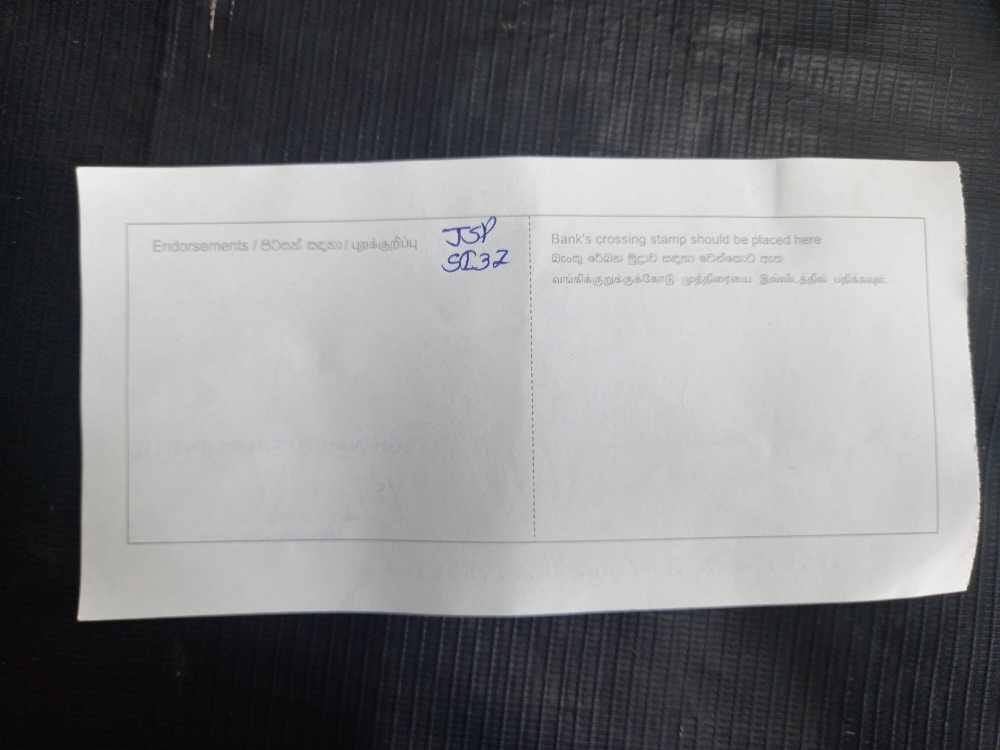 Endorsements / පිටසන් සඳහා / புறக்குறிப்பு
JSP
SI32
Bank's crossing stamp should be placed here
බැංකු රේඛන මුද්‍රාව සඳහා වෙන්කොට ඇත
வங்கிக்குறுக்குக்கோடு முத்திரையை இவ்விடத்தில் பதிக்கவும்.